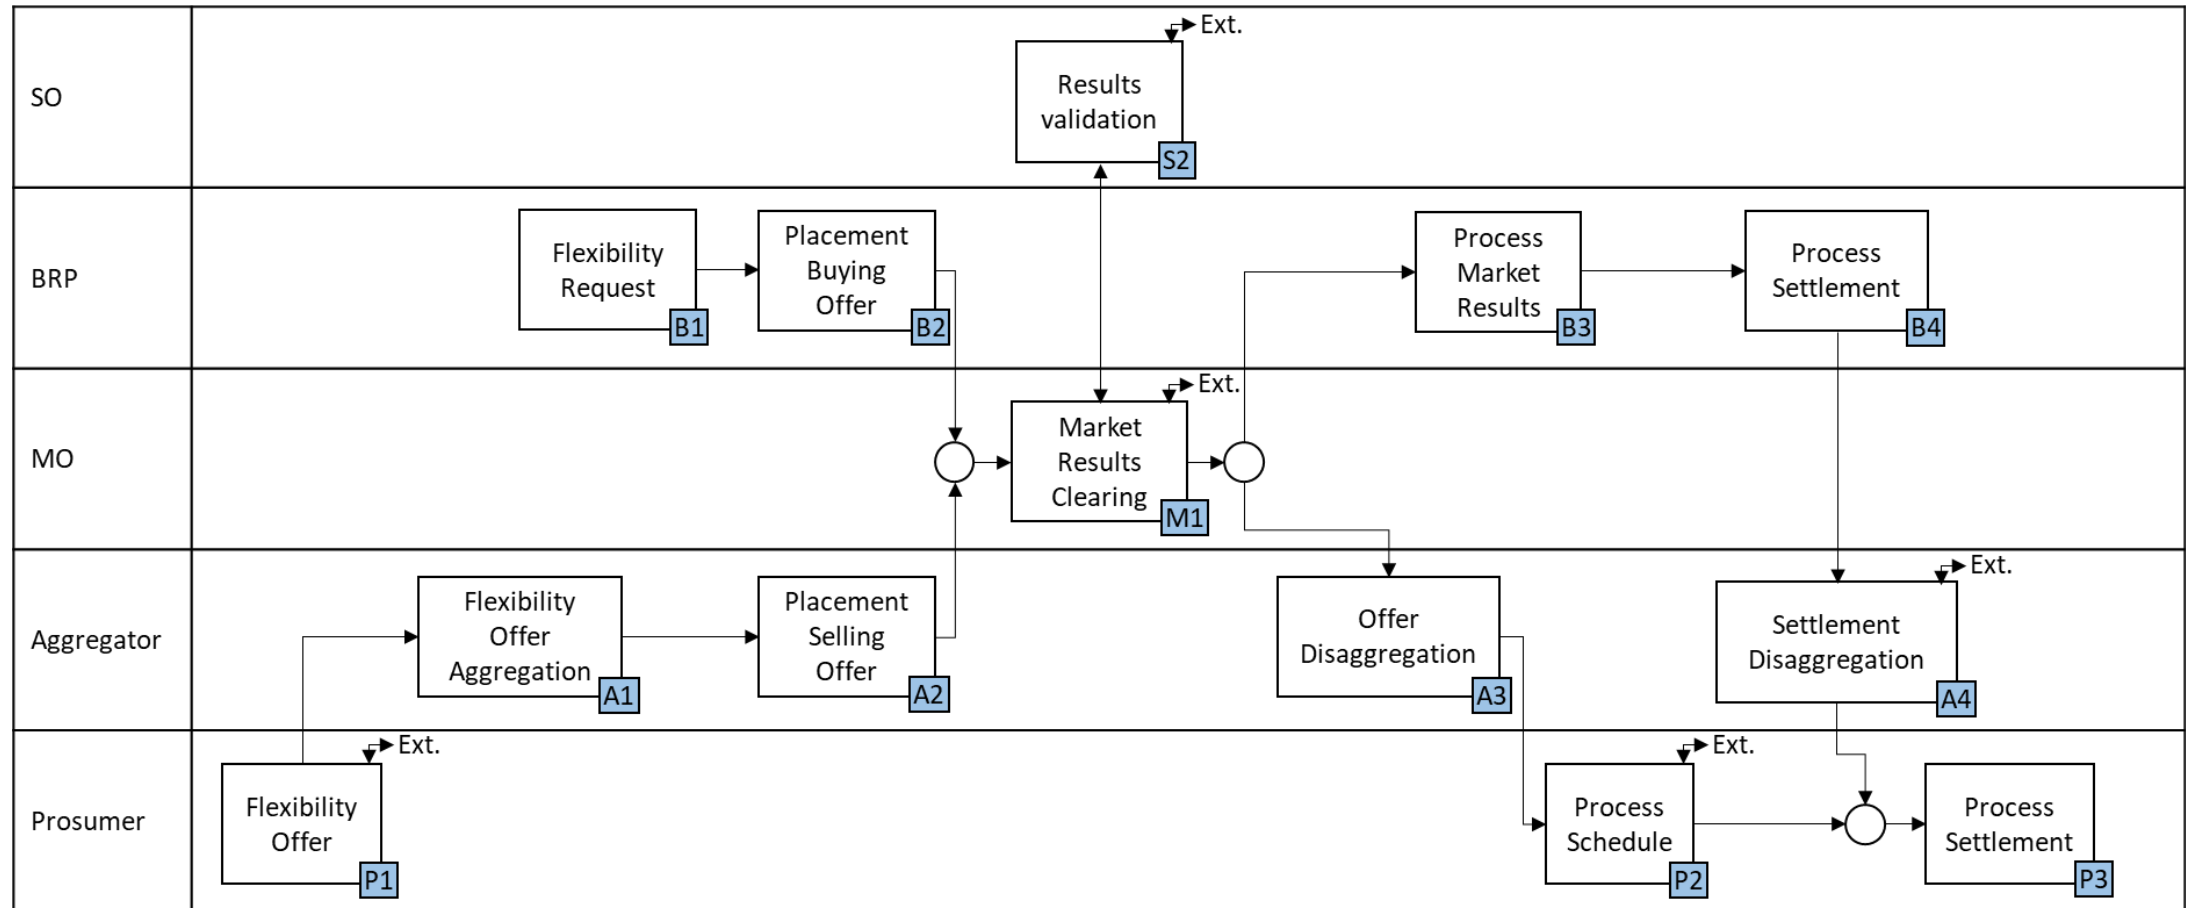 SO
Ext.
Results
validation
S2
BRP
Flexibility
Request
B1
Placement
Buying
Offer
B2
Process
Market
Results
B3
Process
Settlement
B4
MO
Ext.
Market
Results
Clearing
M1
Aggregator
Flexibility
Offer
Aggregation
A1
Placement
Selling
Offer
A2
Offer
Disaggregation
A3
Ext.
Settlement
Disaggregation
A4
Prosumer
Ext.
Flexibility
Offer
P1
Ext.
Process
Schedule
P2
Process
Settlement
P3